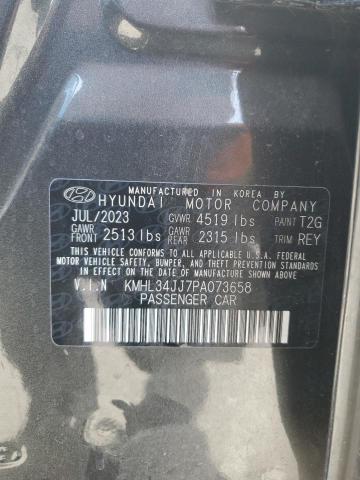 MANUFACTURED IN KOREA BY
HYUNDAI MOTOR COMPANY
JUL/2023 GVWR 4519 lbs PAINT T2G
GAWR FRONT 2513 lbs GAWR REAR 2315 lbs TRIM REY
THIS VEHICLE CONFORMS TO ALL APPLICABLE U.S.A. FEDERAL
MOTOR VEHICLE SAFETY, BUMPER, AND THEFT PREVENTION
STANDARDS IN EFFECT ON THE DATE OF MANUFACTURE SHOWN ABOVE.
V.I.N KMHL34JJ7PA073658
PASSENGER CAR